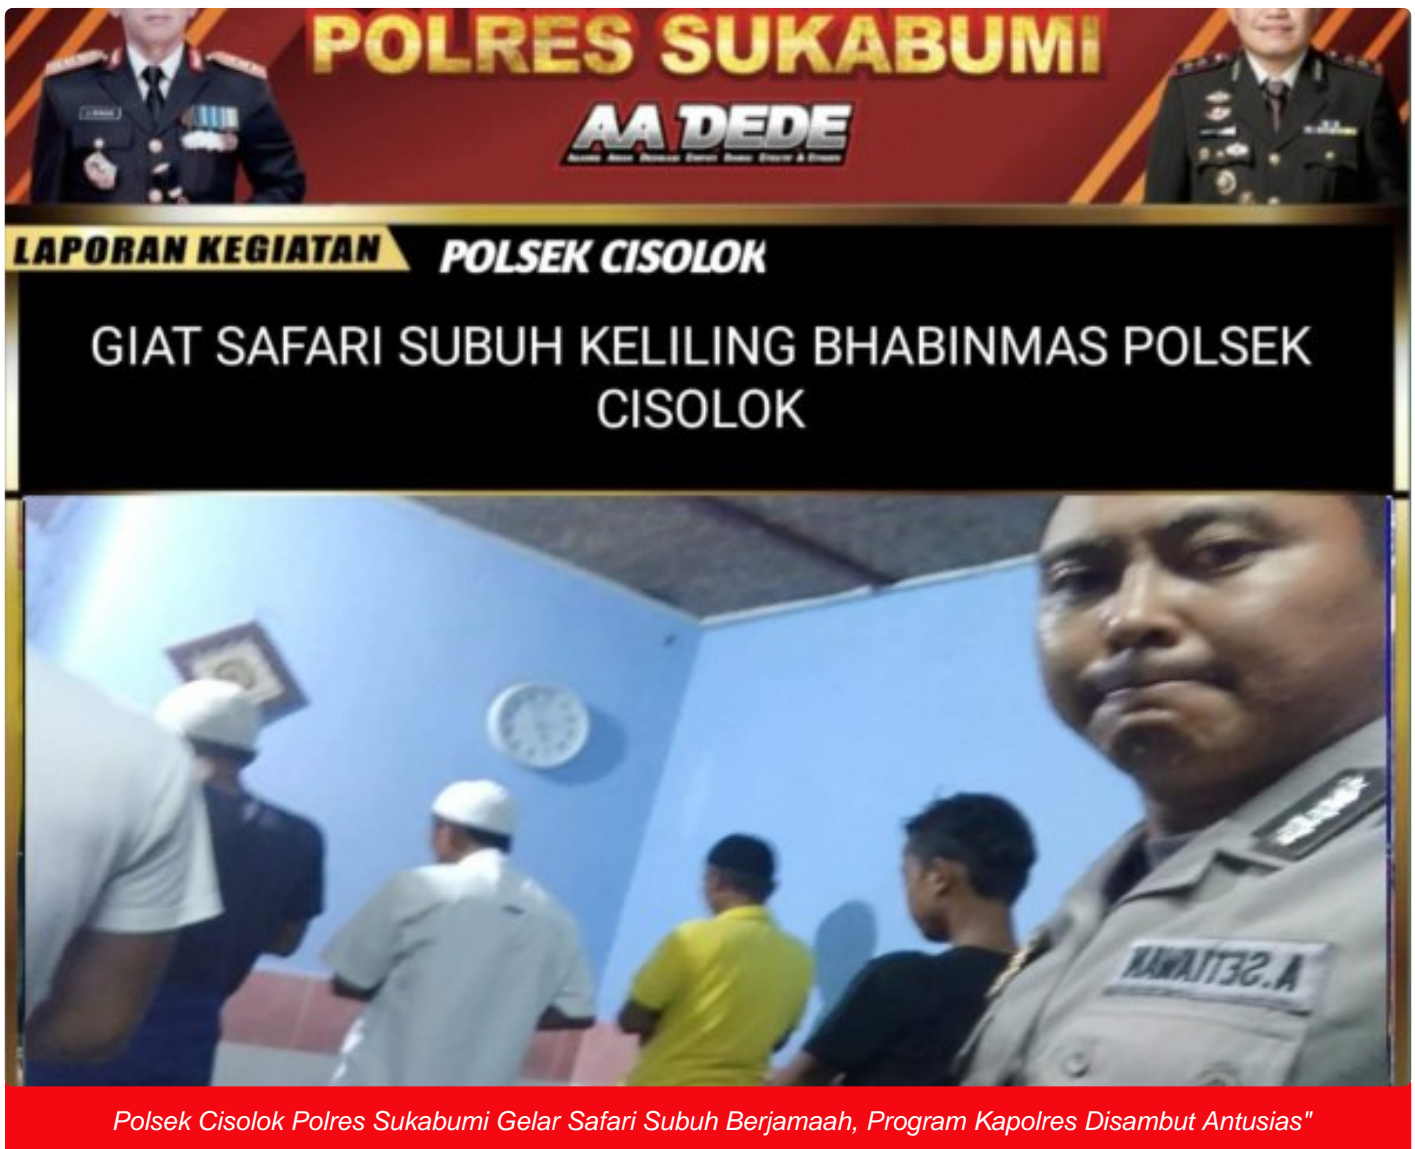 POLRES SUKABUMI
AA DEDE
LAPORAN KEGIATAN
POLSEK CISOLOK
GIAT SAFARI SUBUH KELILING BHABINMAS POLSEK
CISOLOK
A.SETIAWAN
Polsek Cisolok Polres Sukabumi Gelar Safari Subuh Berjamaah, Program Kapolres Disambut Antusias"